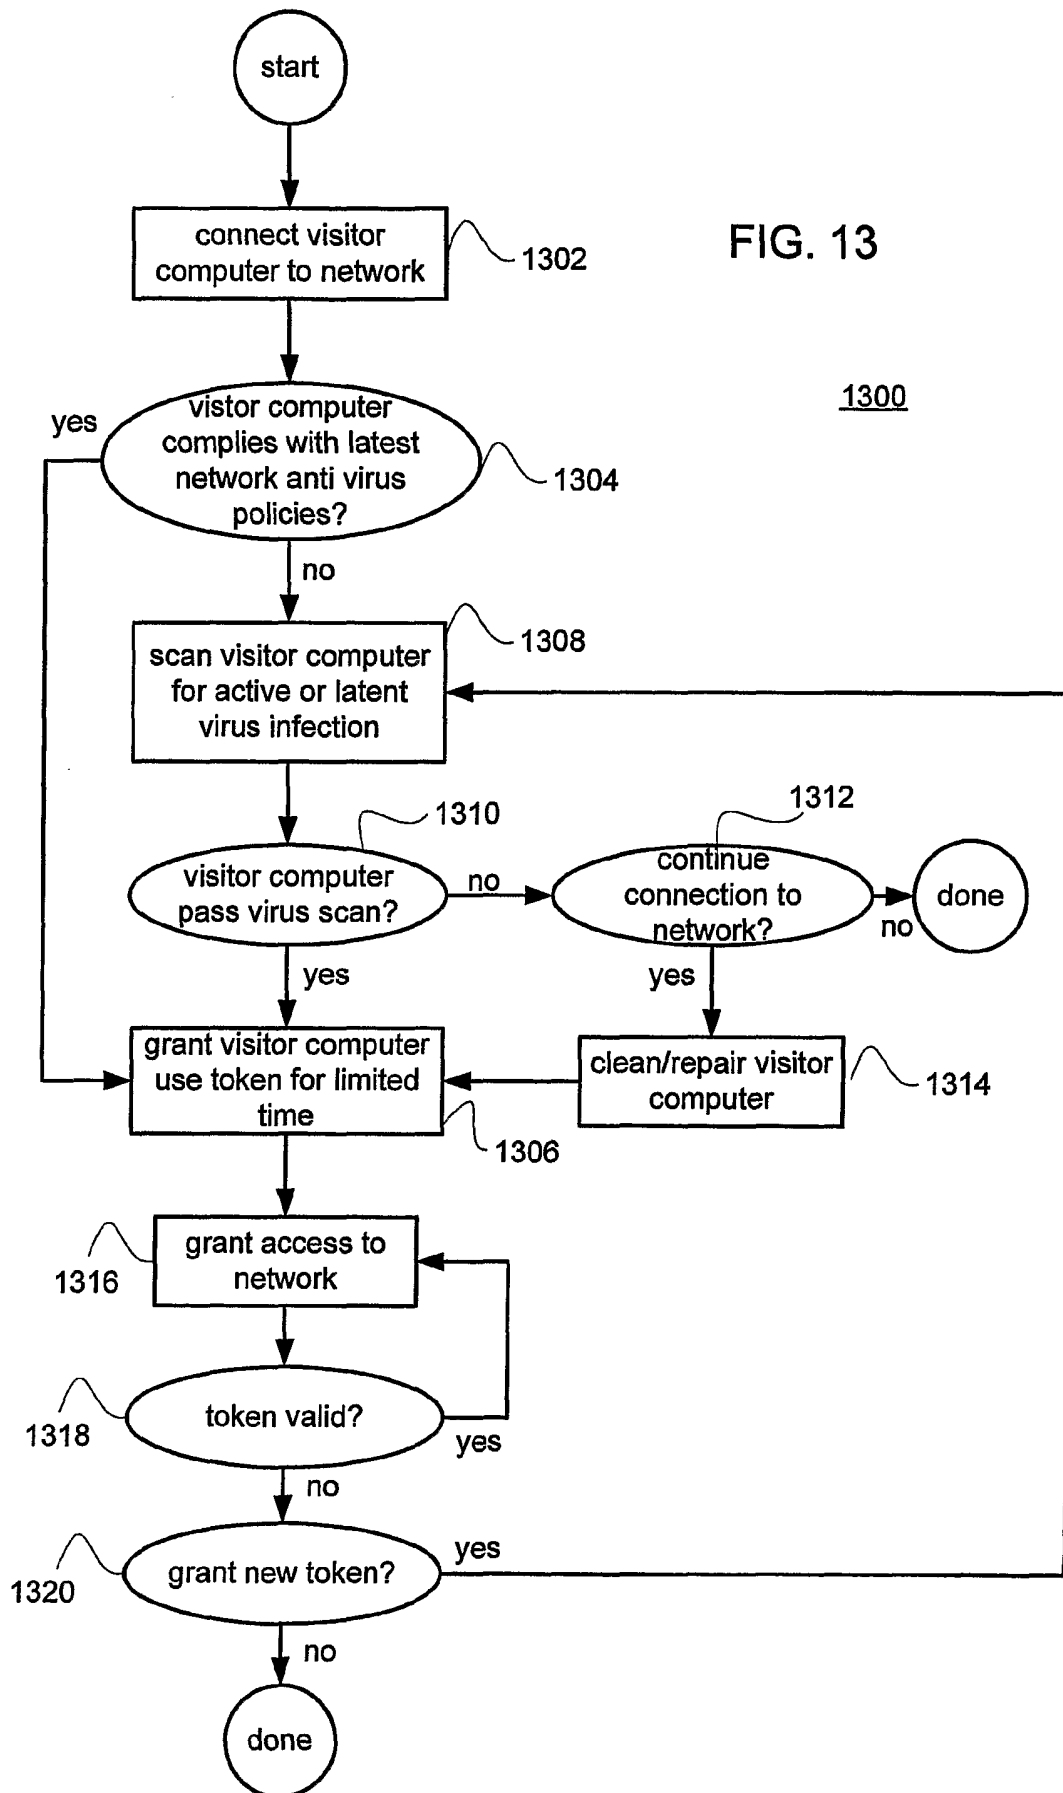 start
connect visitor
computer to network
1302
FIG. 13
1300
vistor computer
complies with latest
network anti virus
policies?
yes
1304
no
scan visitor computer
for active or latent
virus infection
1308
visitor computer
pass virus scan?
1310
no
continue
connection to
network?
1312
no
done
yes
yes
grant visitor computer
use token for limited
time
1306
clean/repair visitor
computer
1314
grant access to
network
1316
token valid?
1318
yes
no
grant new token?
1320
yes
no
done